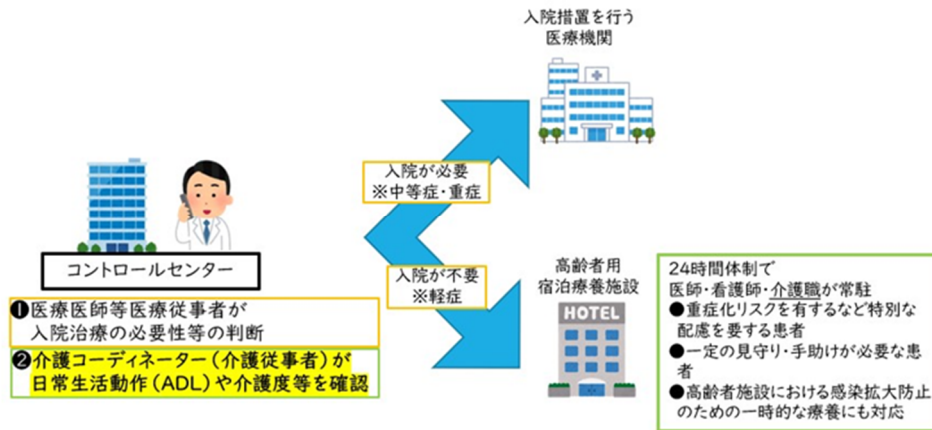 入院措置を行う
医療機関
入院が必要
※中等症・重症
コントロールセンター
入院が不要
※軽症
❶医療医師等医療従事者が
入院治療の必要性等の判断
❷介護コーディネーター(介護従事者)が
日常生活動作(ADL)や介護度等を確認
高齢者用
宿泊療養施設
HOTEL
24時間体制で
医師・看護師・介護職が常駐
●重症化リスクを有するなど特別な
配慮を要する患者
●一定の見守り・手助けが必要な患
者
●高齢者施設における感染拡大防止
のための一時的な療養にも対応